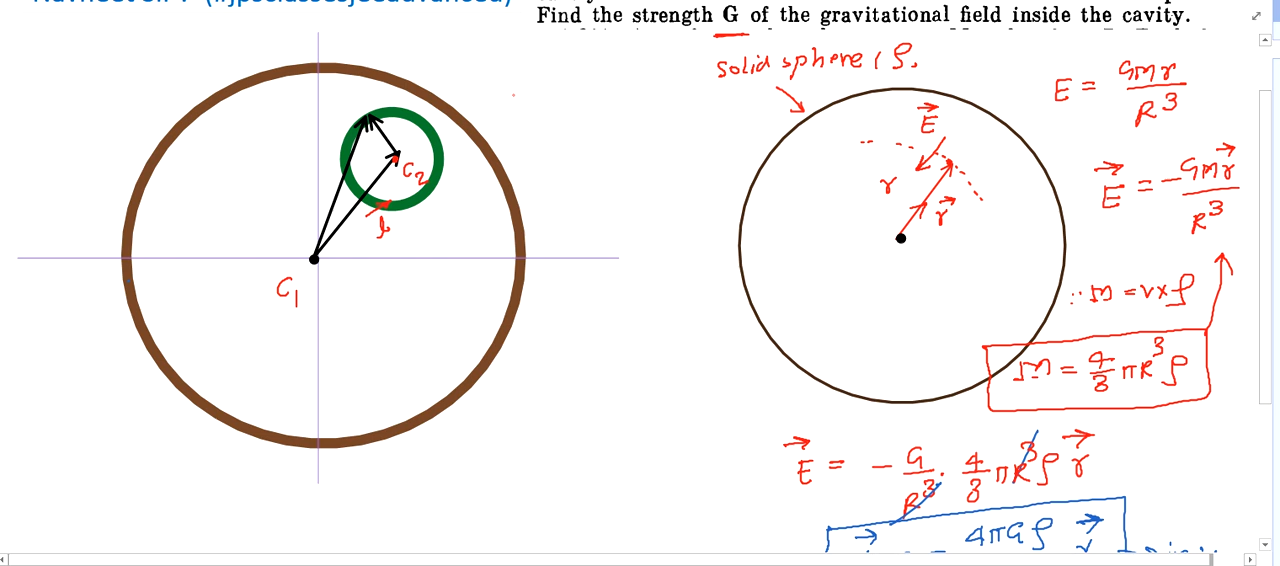 Find the strength G of the gravitational field inside the cavity.
solid sphere, ρ.
E = GMr / R³
E⃗
r
r⃗
E⃗ = -GMr⃗ / R³
C₂
l
C₁
∵ M = V×ρ
M = 4/3 πR³ρ
E⃗ = - G/R³ · 4/3 πR³ρ r⃗
4πGρ r⃗